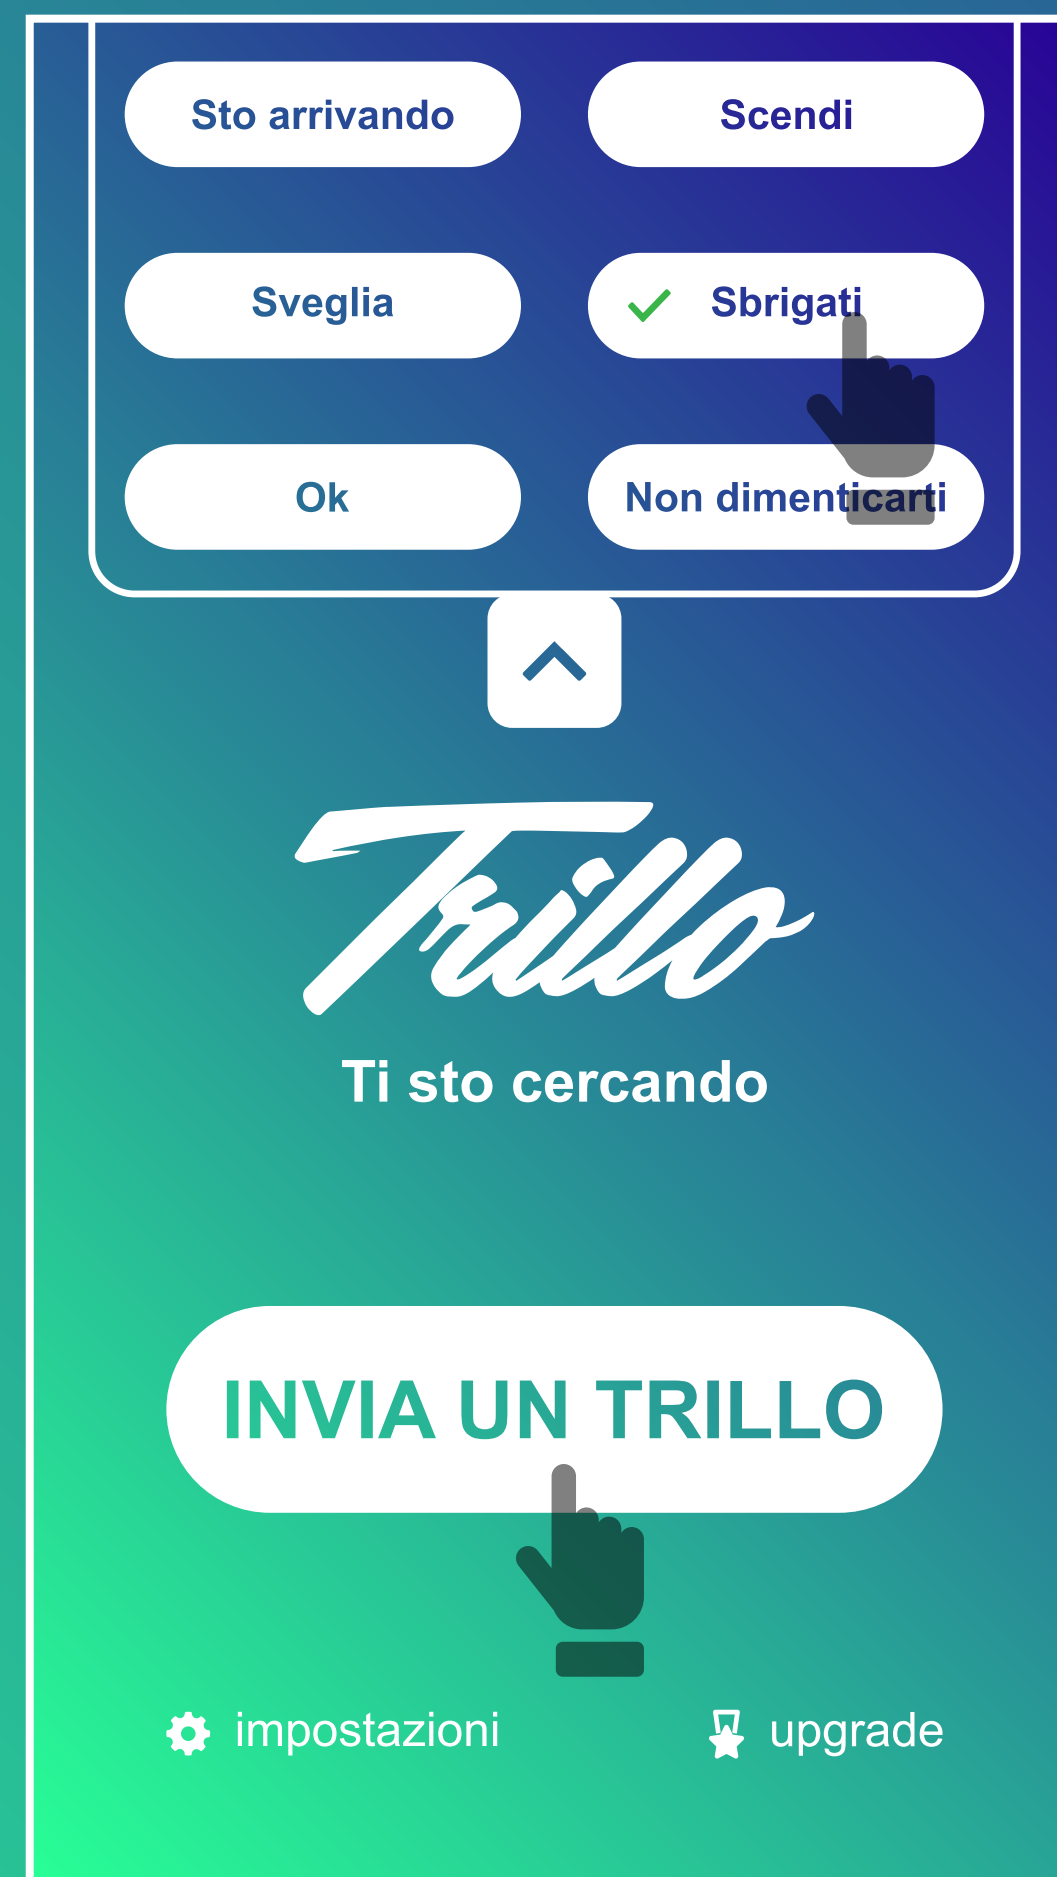 Sto arrivando
Scendi
Sveglia
Sbrigati
Ok
Non dimenticarti
Trillo
Ti sto cercando
INVIA UN TRILLO
impostazioni
upgrade